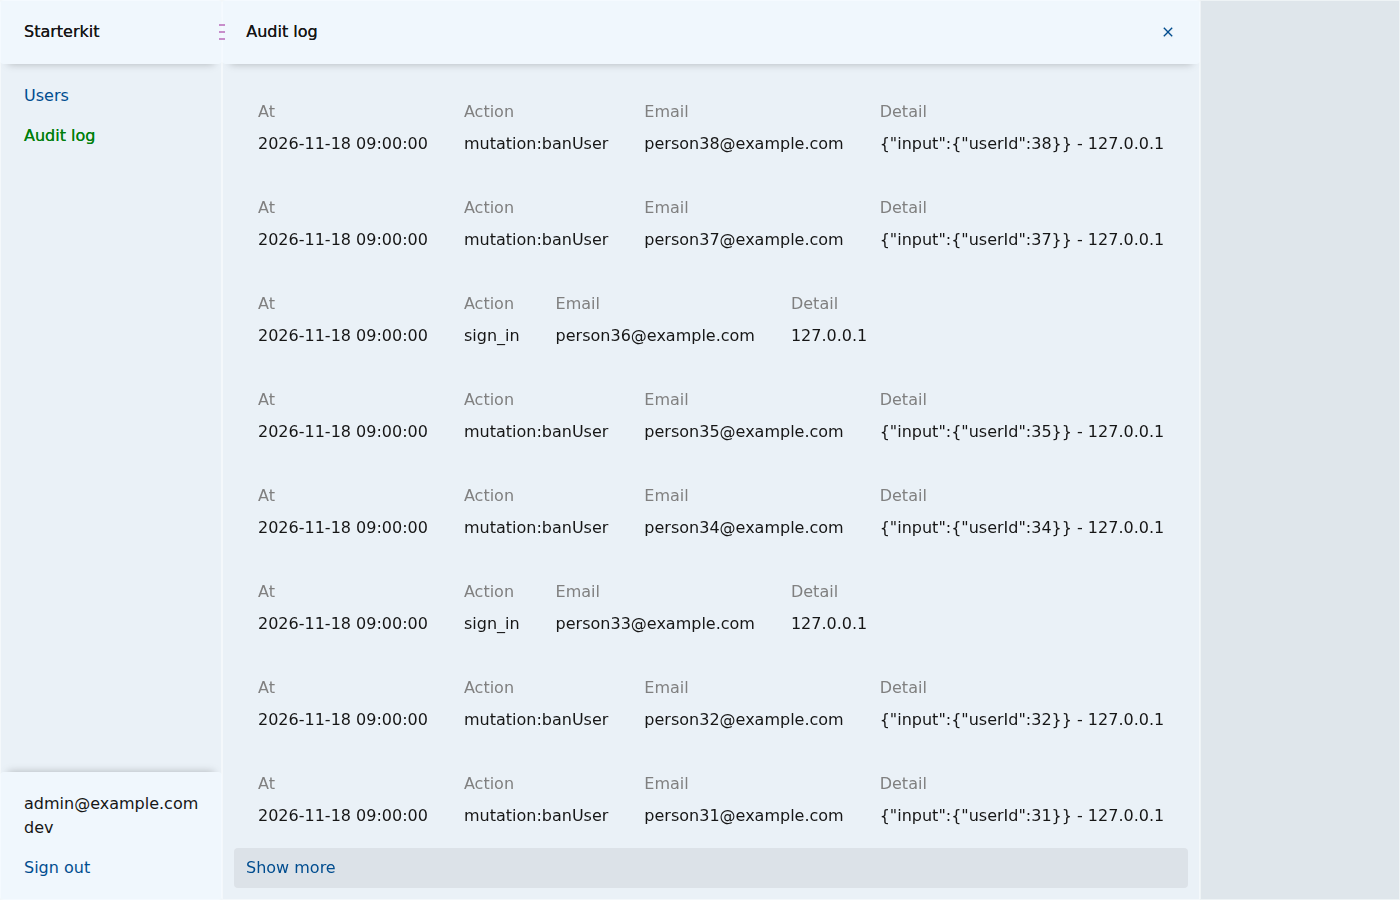 Starterkit
Users
Audit log
admin@example.com
dev
Sign out
Audit log ×
At Action Email Detail
2026-11-18 09:00:00 mutation:banUser person38@example.com {"input":{"userId":38}} - 127.0.0.1
At Action Email Detail
2026-11-18 09:00:00 mutation:banUser person37@example.com {"input":{"userId":37}} - 127.0.0.1
At Action Email Detail
2026-11-18 09:00:00 sign_in person36@example.com 127.0.0.1
At Action Email Detail
2026-11-18 09:00:00 mutation:banUser person35@example.com {"input":{"userId":35}} - 127.0.0.1
At Action Email Detail
2026-11-18 09:00:00 mutation:banUser person34@example.com {"input":{"userId":34}} - 127.0.0.1
At Action Email Detail
2026-11-18 09:00:00 sign_in person33@example.com 127.0.0.1
At Action Email Detail
2026-11-18 09:00:00 mutation:banUser person32@example.com {"input":{"userId":32}} - 127.0.0.1
At Action Email Detail
2026-11-18 09:00:00 mutation:banUser person31@example.com {"input":{"userId":31}} - 127.0.0.1
Show more